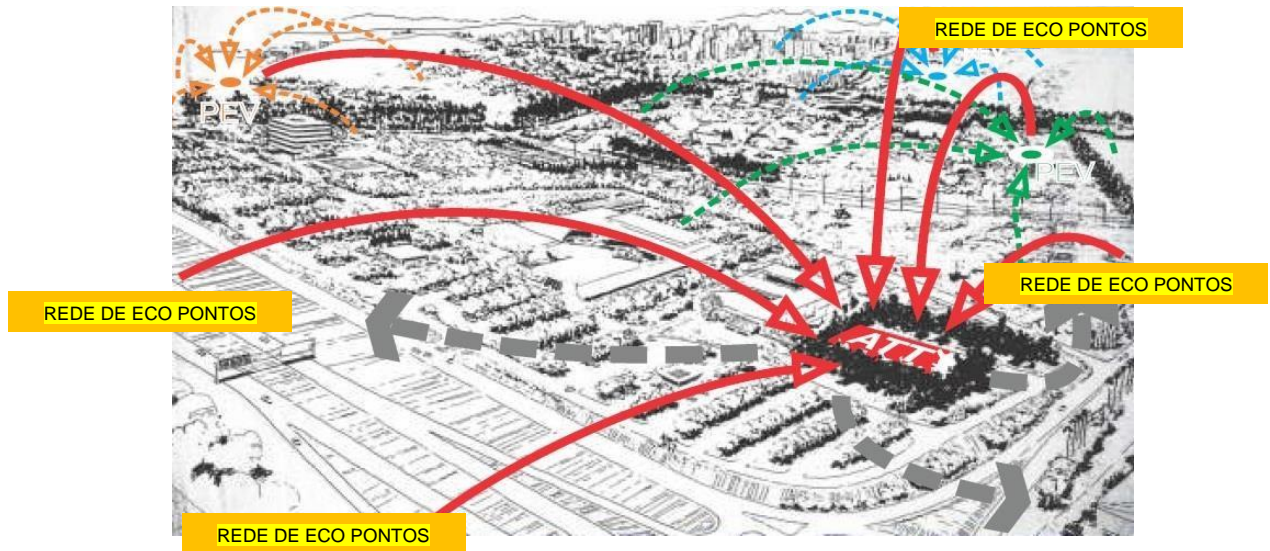 REDE DE ECO PONTOS
PEV
PEV
REDE DE ECO PONTOS
REDE DE ECO PONTOS
ATT
REDE DE ECO PONTOS